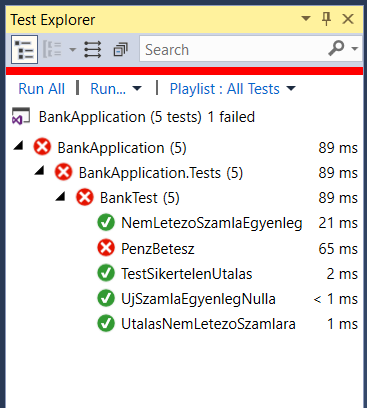 Test Explorer
Search
Run All | Run... Playlist : All Tests
BankApplication (5 tests) 1 failed
BankApplication (5) 89 ms
BankApplication.Tests (5) 89 ms
BankTest (5) 89 ms
NemLetezoSzamlaEgyenleg 21 ms
PenzBetesz 65 ms
TestSikertelenUtalas 2 ms
UjSzamlaEgyenlegNulla < 1 ms
UtalasNemLetezoSzamlara 1 ms